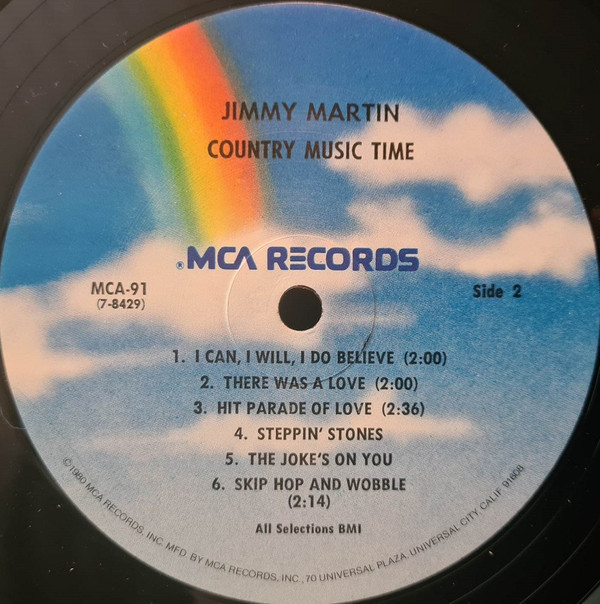 JIMMY MARTIN
COUNTRY MUSIC TIME
®MCA RECORDS
MCA-91
(7-8429)
Side 2
1. I CAN, I WILL, I DO BELIEVE (2:00)
2. THERE WAS A LOVE (2:00)
3. HIT PARADE OF LOVE (2:36)
4. STEPPIN' STONES
5. THE JOKE'S ON YOU
6. SKIP HOP AND WOBBLE
(2:14)
All Selections BMI
©1980 MCA RECORDS, INC. MFD. BY MCA RECORDS, INC., 70 UNIVERSAL PLAZA, UNIVERSAL CITY, CALIF. 91608